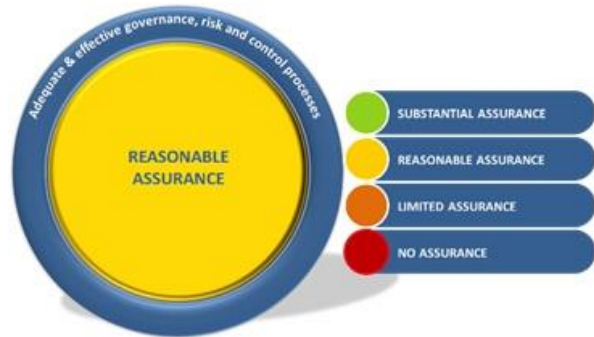 Adequate & effective governance, risk and control processes
REASONABLE
ASSURANCE
SUBSTANTIAL ASSURANCE
REASONABLE ASSURANCE
LIMITED ASSURANCE
NO ASSURANCE